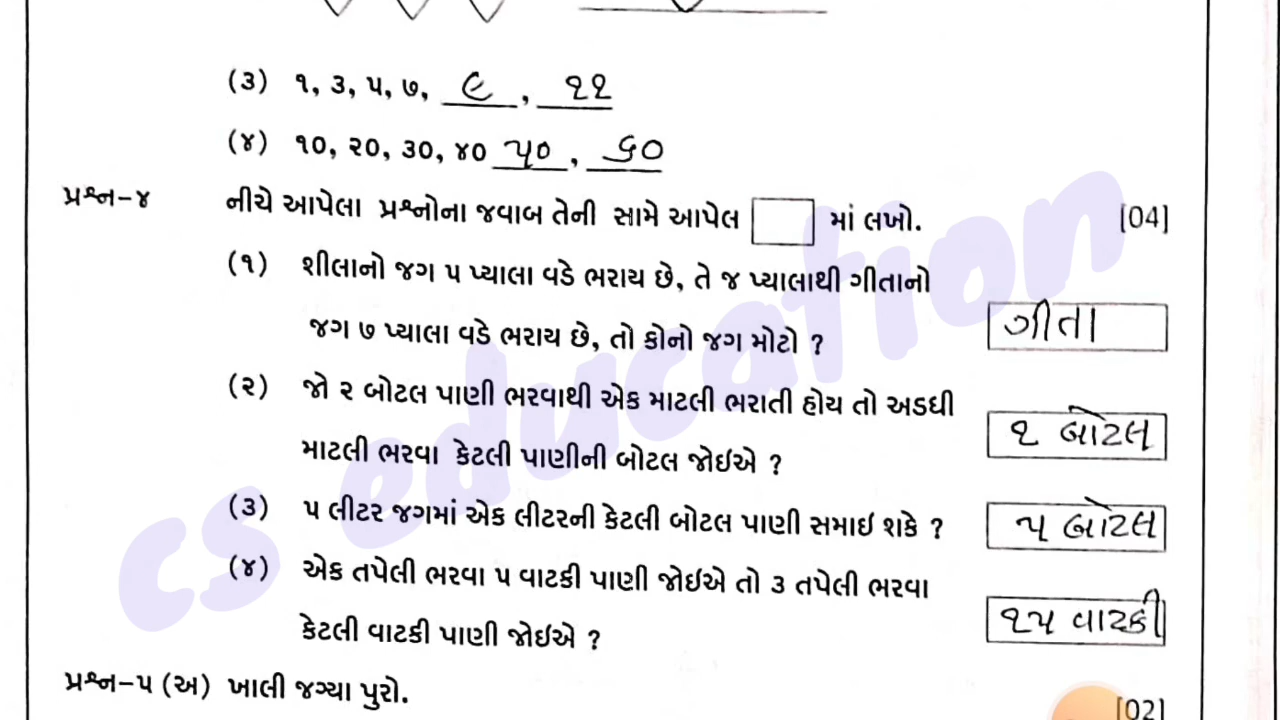 (૩) ૧, ૩, ૫, ૭, ૯, ૧૧
(૪) ૧૦, ૨૦, ૩૦, ૪૦ ૫૦, ૬૦
પ્રશ્ન-૪ નીચે આપેલા પ્રશ્નોના જવાબ તેની સામે આપેલ માં લખો. [04]
(૧) શીલાનો જગ ૫ પ્યાલા વડે ભરાય છે, તે જ પ્યાલાથી ગીતાનો
જગ ૭ પ્યાલા વડે ભરાય છે, તો કોનો જગ મોટો ? ગીતા
(૨) જો ૨ બોટલ પાણી ભરવાથી એક માટલી ભરાતી હોય તો અડધી
માટલી ભરવા કેટલી પાણીની બોટલ જોઇએ ? ૧ બોટલ
(૩) ૫ લીટર જગમાં એક લીટરની કેટલી બોટલ પાણી સમાઇ શકે ? ૫ બોટલ
(૪) એક તપેલી ભરવા ૫ વાટકી પાણી જોઇએ તો ૩ તપેલી ભરવા
કેટલી વાટકી પાણી જોઇએ ? ૧૫ વાટકી
પ્રશ્ન-૫ (અ) ખાલી જગ્યા પુરો. [02]
cs education